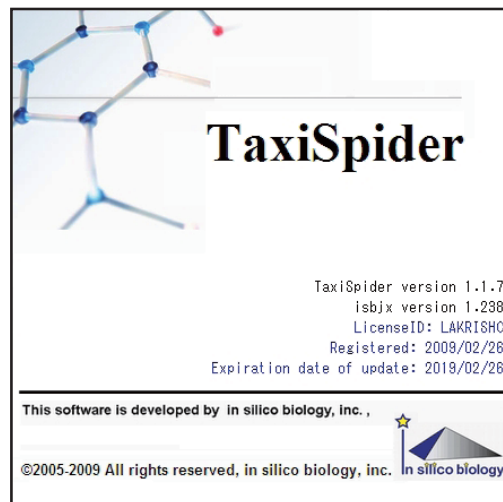 TaxiSpider
TaxiSpider version 1.1.7
isbjx version 1.238
LicenseID: LAKRISHO
Registered: 2009/02/26
Expiration date of update: 2019/02/26
This software is developed by in silico biology, inc. ,
©2005-2009 All rights reserved, in silico biology, inc.
In silico biology